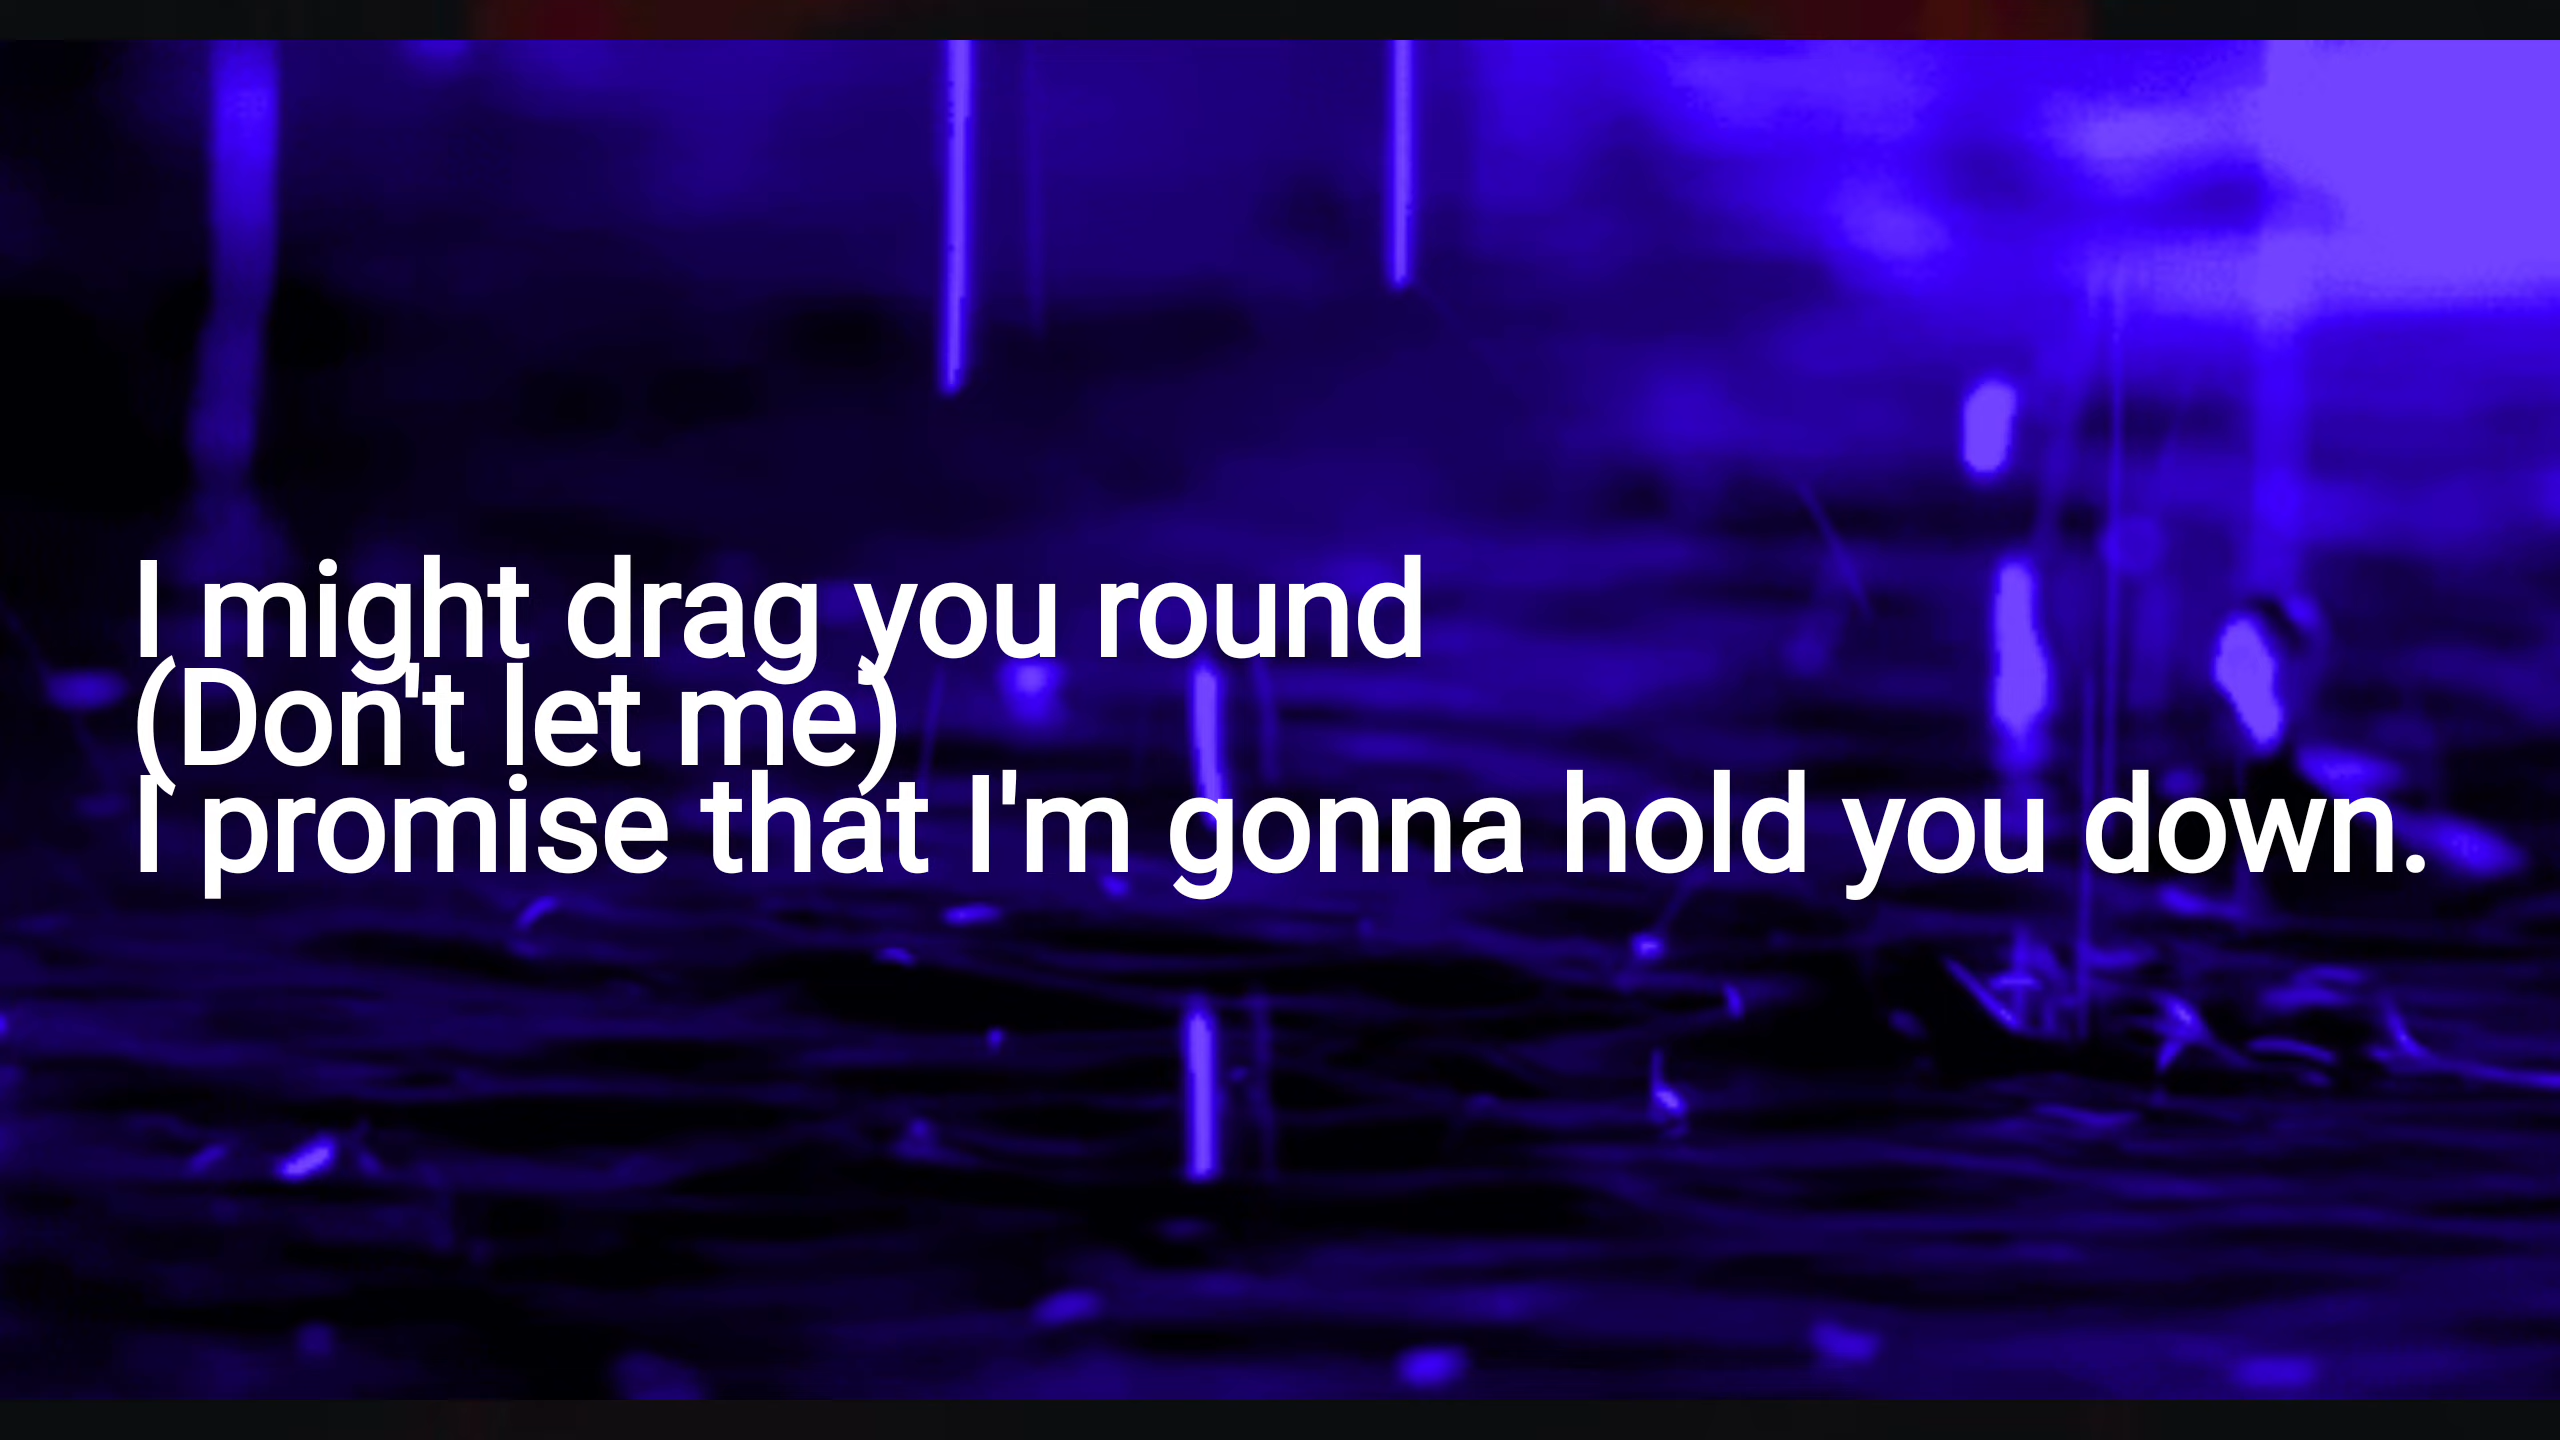 I might drag you round
(Don't let me)
I promise that I'm gonna hold you down.